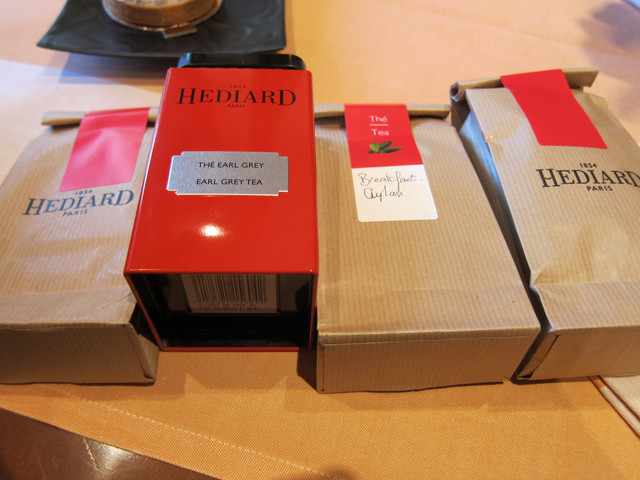 1854
HEDIARD
PARIS
1854
HEDIARD
PARIS
THÉ EARL GREY
EARL GREY TEA
Thé
Tea
Breakfast-
Ceylan
1854
HEDIARD
PARIS